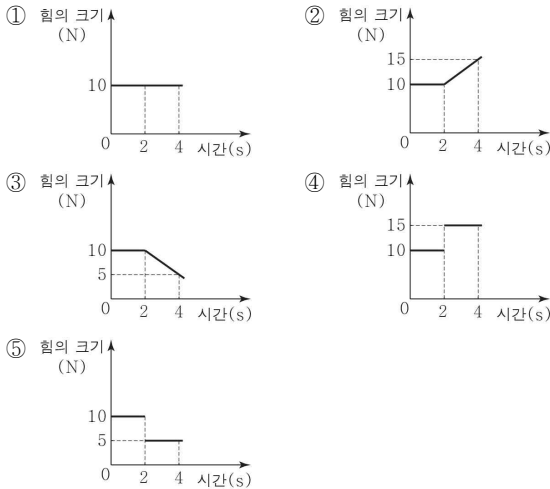 ① 힘의 크기
(N)
10
0 2 4 시간(s)
② 힘의 크기
(N)
15
10
0 2 4 시간(s)
③ 힘의 크기
(N)
10
5
0 2 4 시간(s)
④ 힘의 크기
(N)
15
10
0 2 4 시간(s)
⑤ 힘의 크기
(N)
10
5
0 2 4 시간(s)